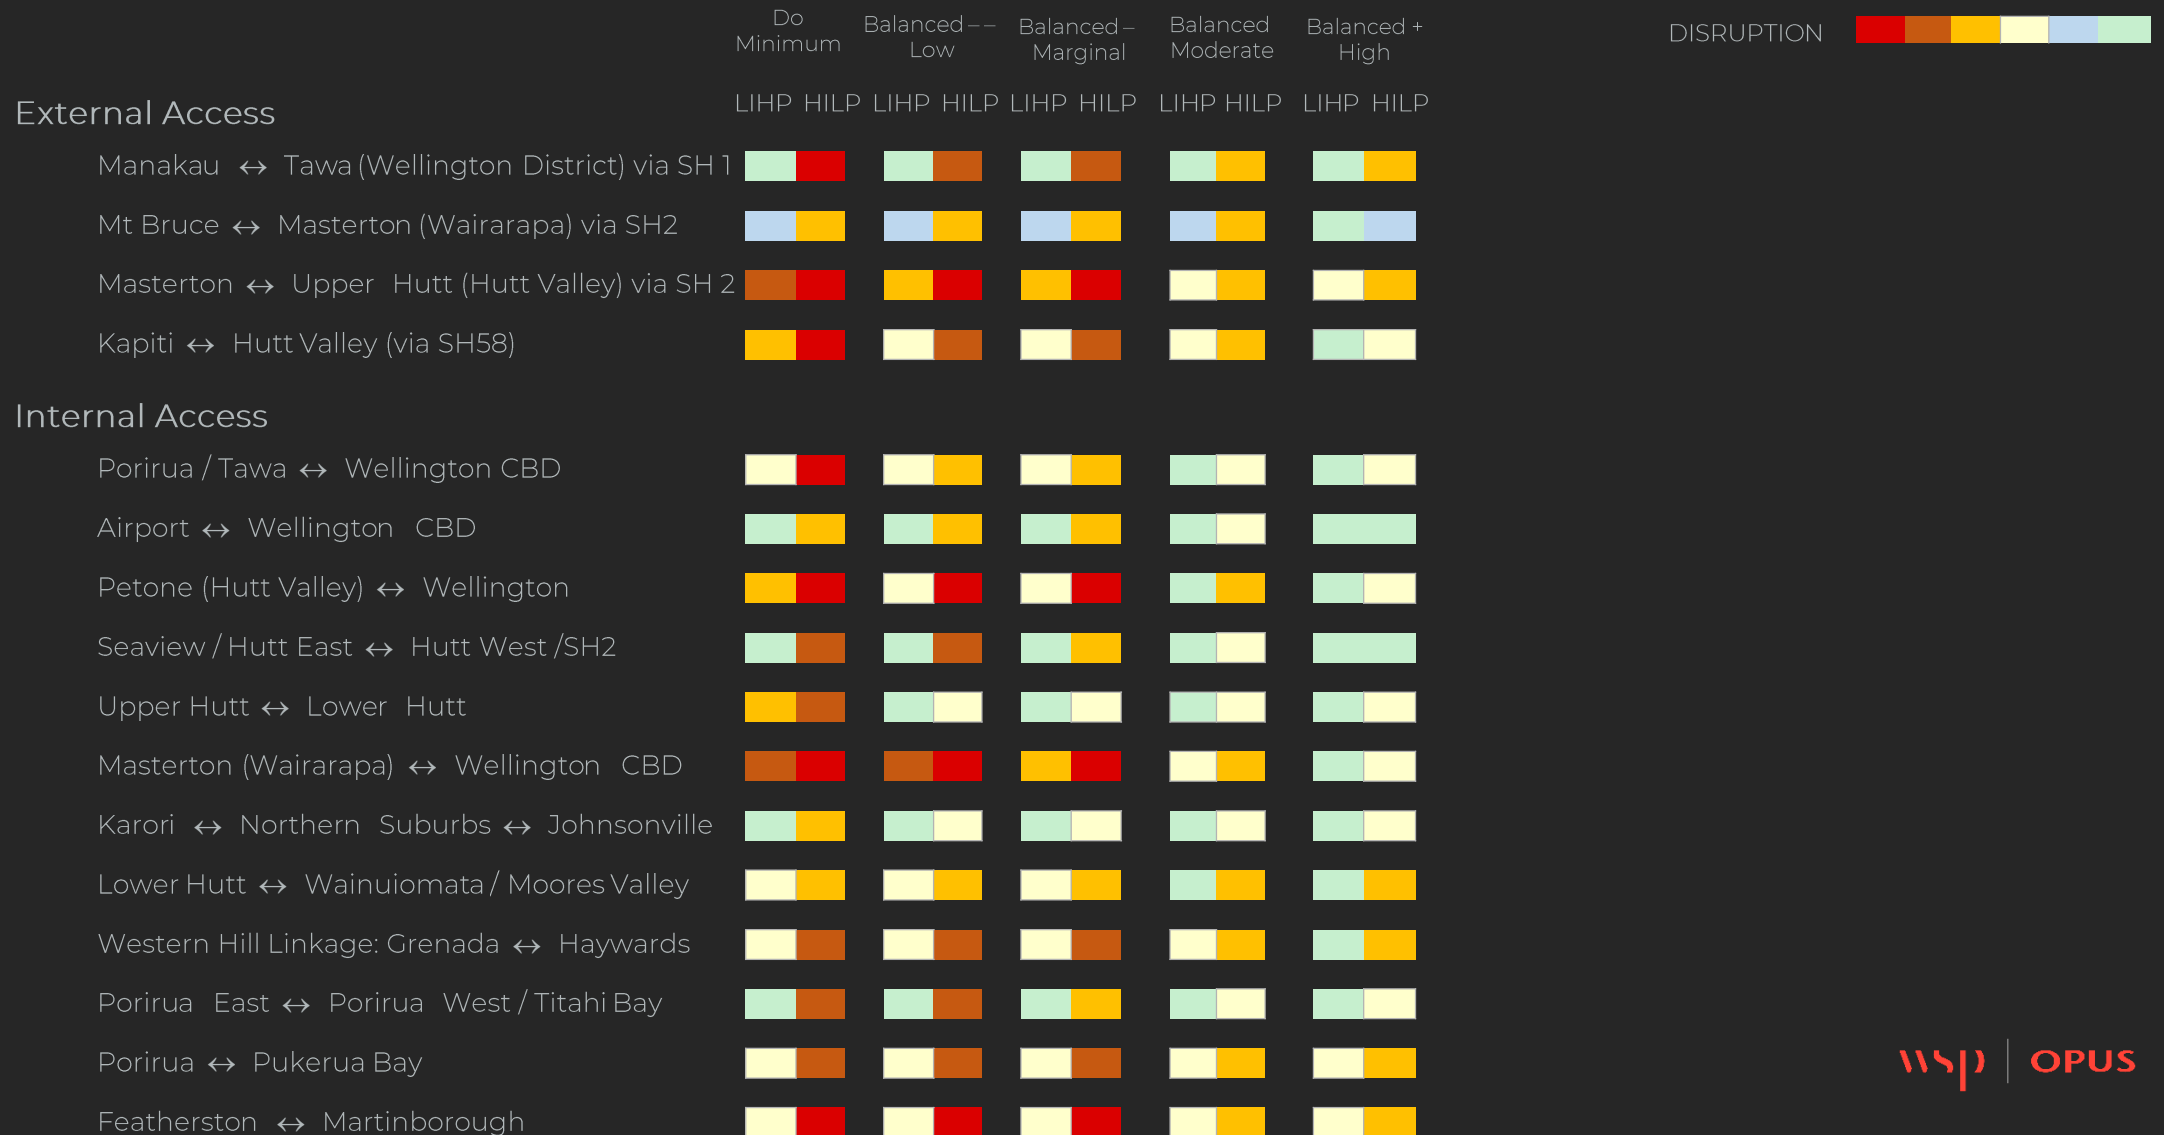 Do Minimum
Balanced – – Low
Balanced – Marginal
Balanced Moderate
Balanced + High
DISRUPTION
LIHP HILP LIHP HILP LIHP HILP LIHP HILP LIHP HILP
External Access
Manakau ↔ Tawa (Wellington District) via SH 1
Mt Bruce ↔ Masterton (Wairarapa) via SH2
Masterton ↔ Upper Hutt (Hutt Valley) via SH 2
Kapiti ↔ Hutt Valley (via SH58)
Internal Access
Porirua / Tawa ↔ Wellington CBD
Airport ↔ Wellington CBD
Petone (Hutt Valley) ↔ Wellington
Seaview / Hutt East ↔ Hutt West /SH2
Upper Hutt ↔ Lower Hutt
Masterton (Wairarapa) ↔ Wellington CBD
Karori ↔ Northern Suburbs ↔ Johnsonville
Lower Hutt ↔ Wainuiomata / Moores Valley
Western Hill Linkage: Grenada ↔ Haywards
Porirua East ↔ Porirua West / Titahi Bay
Porirua ↔ Pukerua Bay
Featherston ↔ Martinborough
wsp | OPUS